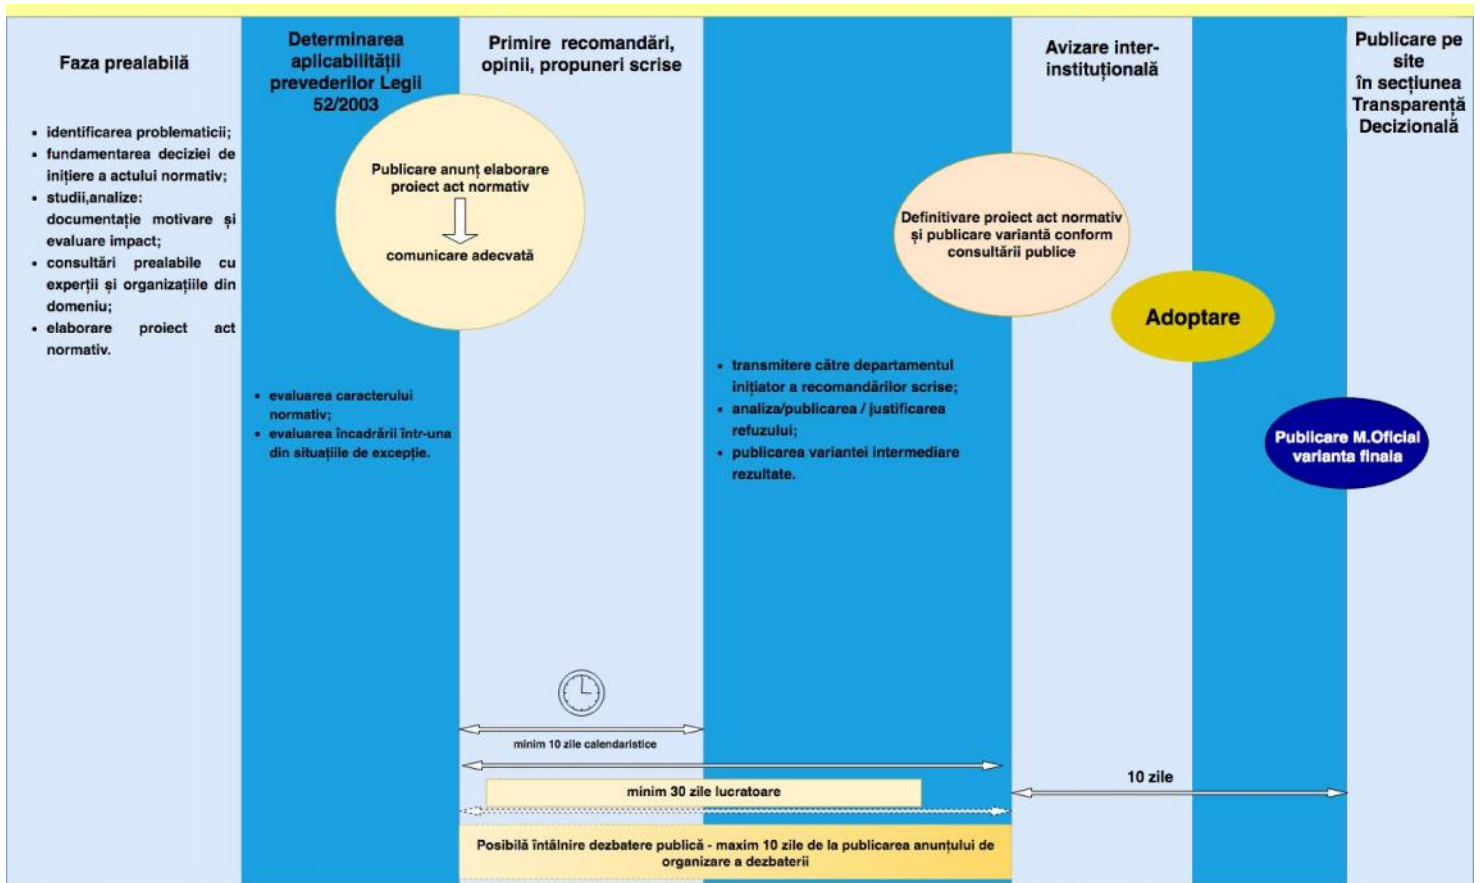 Faza prealabilă
• identificarea problematicii;
• fundamentarea deciziei de
inițiere a actului normativ;
• studii,analize:
documentație motivare și
evaluare impact;
• consultări prealabile cu
experții și organizațiile din
domeniu;
• elaborare proiect act
normativ.
Determinarea
aplicabilității
prevederilor Legii
52/2003
• evaluarea caracterului
normativ;
• evaluarea încadrării într-una
din situațiile de excepție.
Primire recomandări,
opinii, propuneri scrise
Publicare anunț elaborare
proiect act normativ
comunicare adecvată
• transmitere către departamentul
inițiator a recomandărilor scrise;
• analiza/publicarea / justificarea
refuzului;
• publicarea variantei intermediare
rezultate.
Avizare inter-
instituțională
Definitivare proiect act normativ
și publicare variantă conform
consultării publice
Adoptare
Publicare pe
site
în secțiunea
Transparență
Decizională
Publicare M.Oficial
varianta finala
minim 10 zile calendaristice
minim 30 zile lucratoare
10 zile
Posibilă întâlnire dezbatere publică - maxim 10 zile de la publicarea anunțului de
organizare a dezbaterii